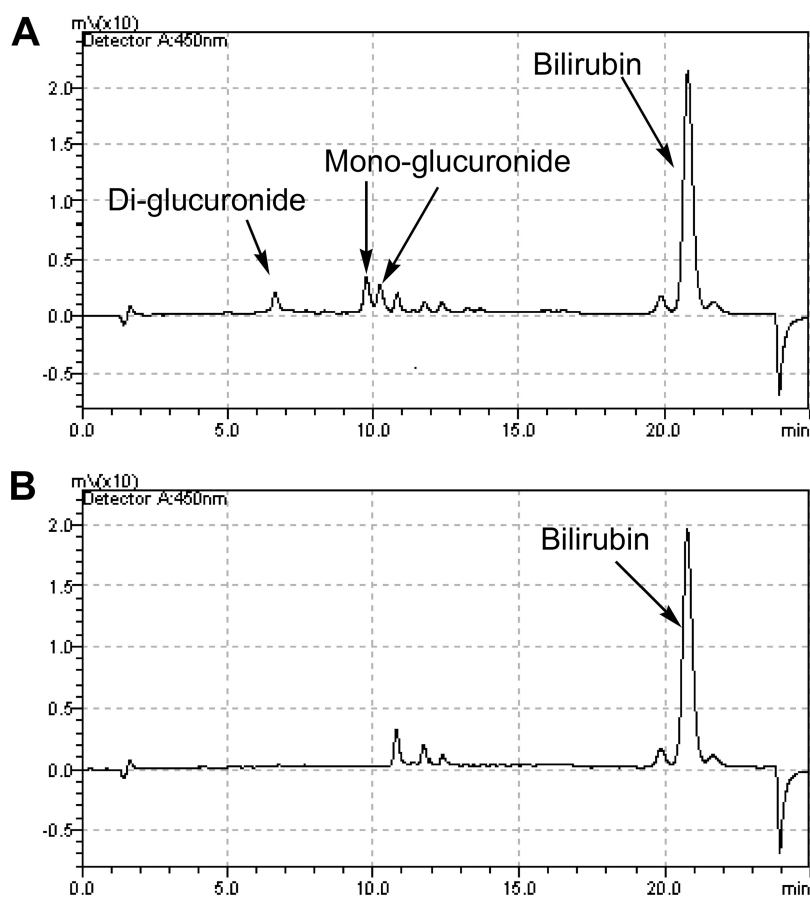 A
mV(x10)
Detector A:450nm
Bilirubin
2.0
Mono-glucuronide
1.5
Di-glucuronide
1.0
0.5
0.0
-0.5
0.0 5.0 10.0 15.0 20.0 min
B
mV(x10)
Detector A:450nm
2.0
Bilirubin
1.5
1.0
0.5
0.0
-0.5
0.0 5.0 10.0 15.0 20.0 min